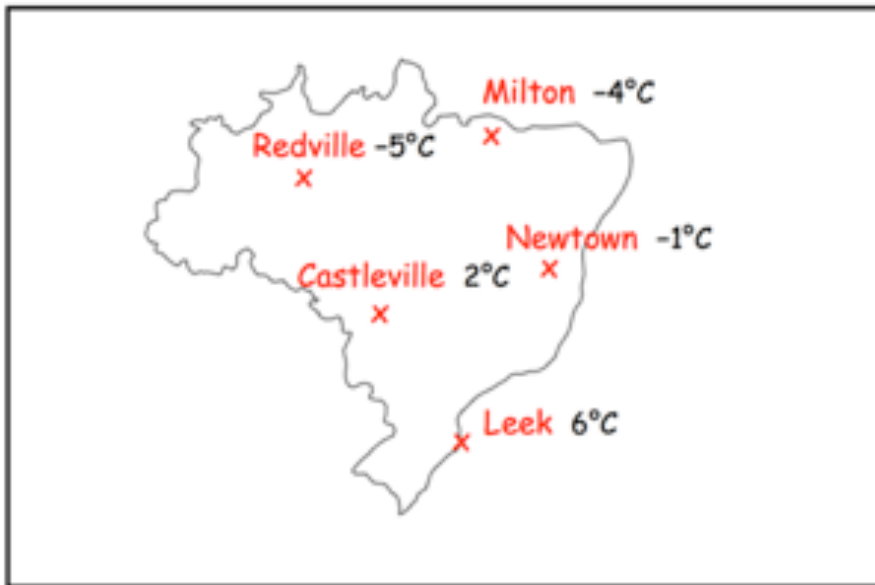 Milton –4°C
Redville –5°C
Newtown –1°C
Castleville 2°C
Leek 6°C